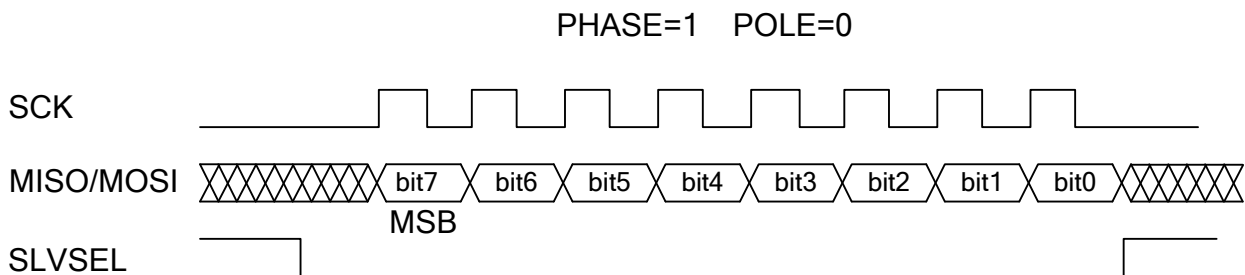 PHASE=1 POLE=0
SCK
MISO/MOSI bit7 bit6 bit5 bit4 bit3 bit2 bit1 bit0
MSB
SLVSEL